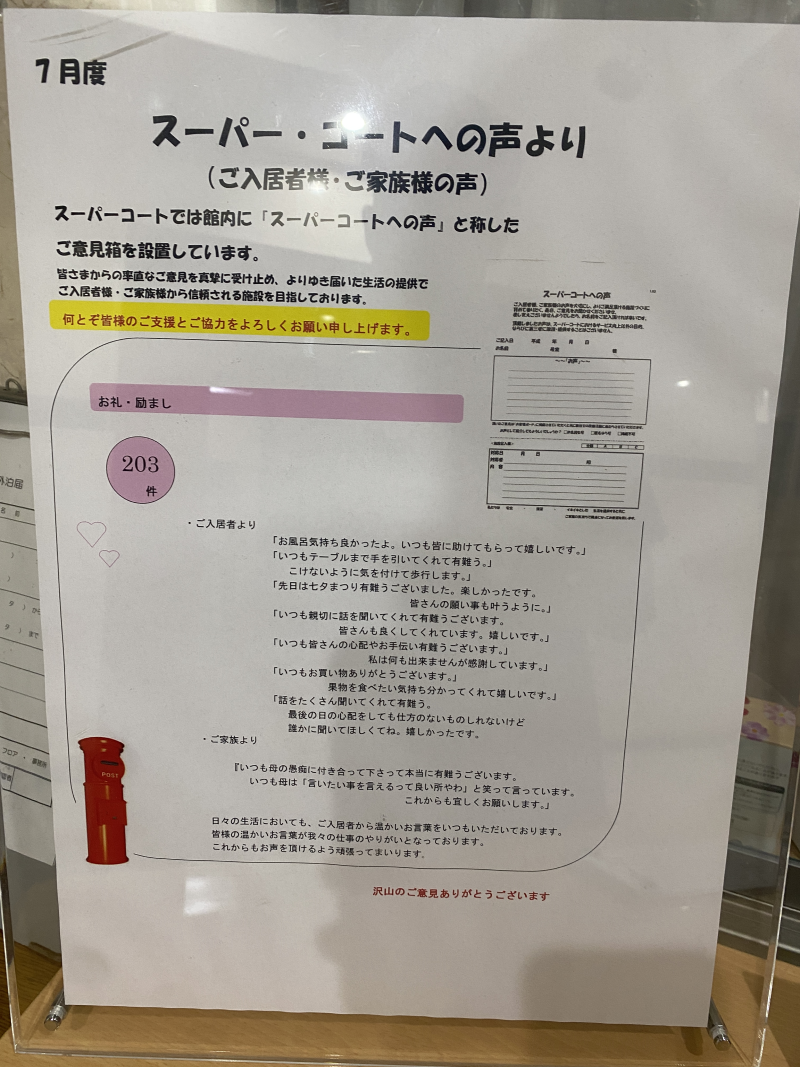 7月度
スーパー・コートへの声より
(ご入居者様・ご家族様の声)
スーパーコートでは館内に「スーパーコートへの声」と称した
ご意見箱を設置しています。
皆さまからの率直なご意見を真摯に受け止め、よりゆき届いた生活の提供で
ご入居者様・ご家族様から信頼される施設を目指しております。
何とぞ皆様のご支援とご協力をよろしくお願い申し上げます。
スーパーコートへの声
ご記入日 平成 年 月 日
お名前 号室 様
～～「お声」～～
お礼・励まし
203
件
・ご入居者より
「お風呂気持ち良かったよ。いつも皆に助けてもらって嬉しいです。」
「いつもテーブルまで手を引いてくれて有難う。」
こけないように気を付けて歩行します。」
「先日は七夕まつり有難うございました。楽しかったです。
皆さんの願い事も叶うように。」
「いつも親切に話を聞いてくれて有難うございます。
皆さんも良くしてくれています。嬉しいです。」
「いつも皆さんの心配やお手伝い有難うございます。」
私は何も出来ませんが感謝しています。」
「いつもお買い物ありがとうございます。」
果物を食べたい気持ち分かってくれて嬉しいです。」
「話をたくさん聞いてくれて有難う。
最後の日の心配をしても仕方のないものしれないけど
誰かに聞いてほしくてね。嬉しかったです。
・ご家族より
『いつも母の愚痴に付き合って下さって本当に有難うございます。
いつも母は「言いたい事を言えるって良い所やわ」と笑って言っています。
これからも宜しくお願いします。」
日々の生活においても、ご入居者から温かいお言葉をいつもいただいております。
皆様の温かいお言葉が我々の仕事のやりがいとなっております。
これからもお声を頂けるよう頑張ってまいります。
沢山のご意見ありがとうございます
POST
外泊届
名前
フロア・